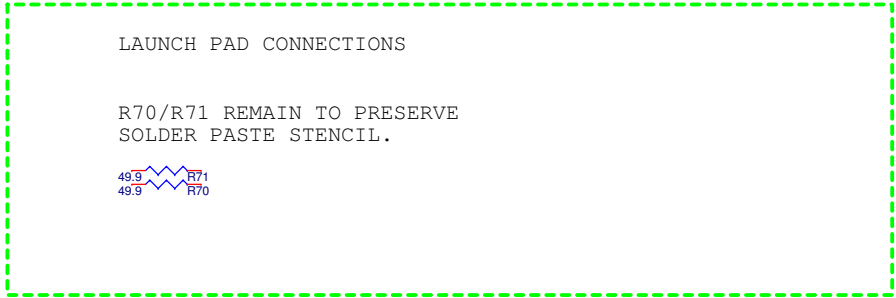 LAUNCH PAD CONNECTIONS
R70/R71 REMAIN TO PRESERVE
SOLDER PASTE STENCIL.
49.9 R71
49.9 R70